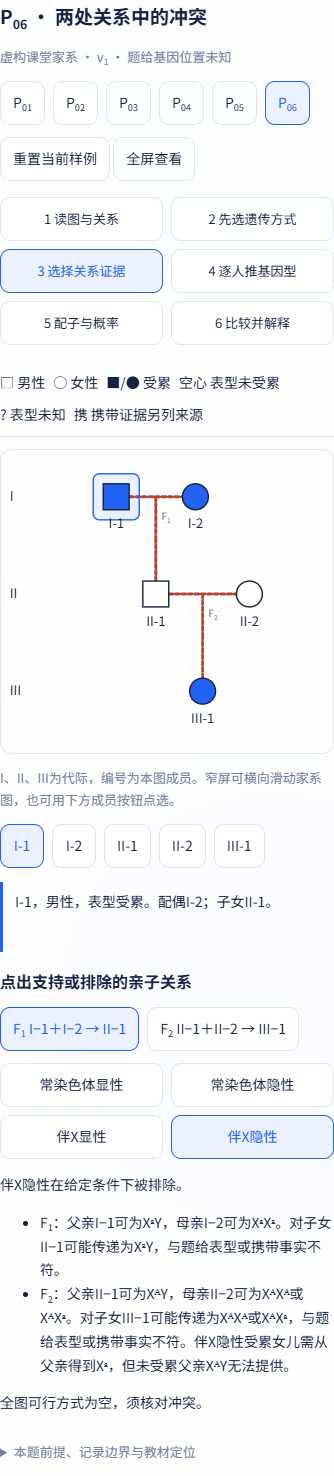 P₀₆ · 两处关系中的冲突
虚构课堂家系 · v₁ · 题给基因位置未知
P₀₁ P₀₂ P₀₃ P₀₄ P₀₅ P₀₆
重置当前样例 全屏查看
1 读图与关系 2 先选遗传方式
3 选择关系证据 4 逐人推基因型
5 配子与概率 6 比较并解释
□ 男性 ○ 女性 ■/● 受累 空心 表型未受累
? 表型未知 携 携带证据另列来源
I
I-1 F₁ I-2
II
II-1 F₂ II-2
III
III-1
I、II、III为代际，编号为本图成员。窄屏可横向滑动家系
图，也可用下方成员按钮点选。
I-1 I-2 II-1 II-2 III-1
I-1，男性，表型受累。配偶I-2；子女II-1。
点出支持或排除的亲子关系
F₁ I−1＋I−2 → II−1 F₂ II−1＋II−2 → III−1
常染色体显性 常染色体隐性
伴X显性 伴X隐性
伴X隐性在给定条件下被排除。
• F₁：父亲I−1可为XᵃY，母亲I−2可为XᵃXᵃ。对子女
II−1可能传递为XᵃY，与题给表型或携带事实不
符。
• F₂：父亲II−1可为XᴬY，母亲II−2可为XᴬXᴬ或
XᴬXᵃ。对子女III−1可能传递为XᴬXᴬ或XᴬXᵃ，与题
给表型或携带事实不符。伴X隐性受累女儿需从
父亲得到Xᵃ，但未受累父亲XᴬY无法提供。
全图可行方式为空，须核对冲突。
▶ 本题前提、记录边界与教材定位